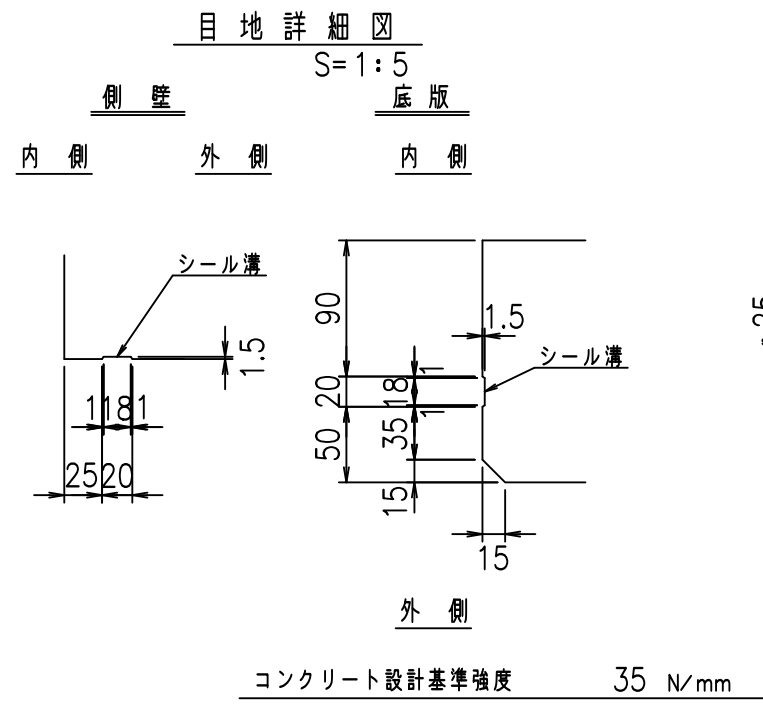 目地詳細図
S=1:5
側壁 底版
内側 外側 内側
シール溝
1.5
1 18 1
25 20
90
20
50
1
18
1
35
15
1.5
シール溝
15
外側
コンクリート設計基準強度 35 N/mm